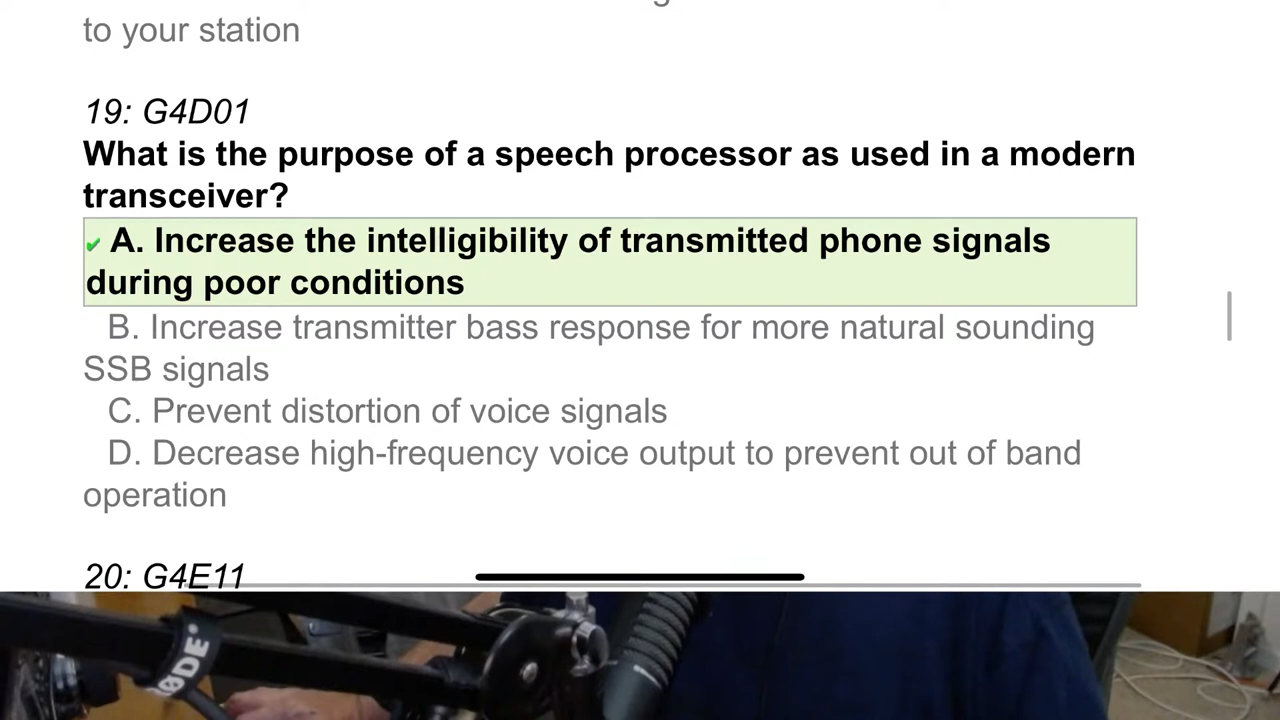 to your station
19: G4D01
What is the purpose of a speech processor as used in a modern
transceiver?
✔ A. Increase the intelligibility of transmitted phone signals
during poor conditions
B. Increase transmitter bass response for more natural sounding
SSB signals
C. Prevent distortion of voice signals
D. Decrease high-frequency voice output to prevent out of band
operation
20: G4E11
RØDE